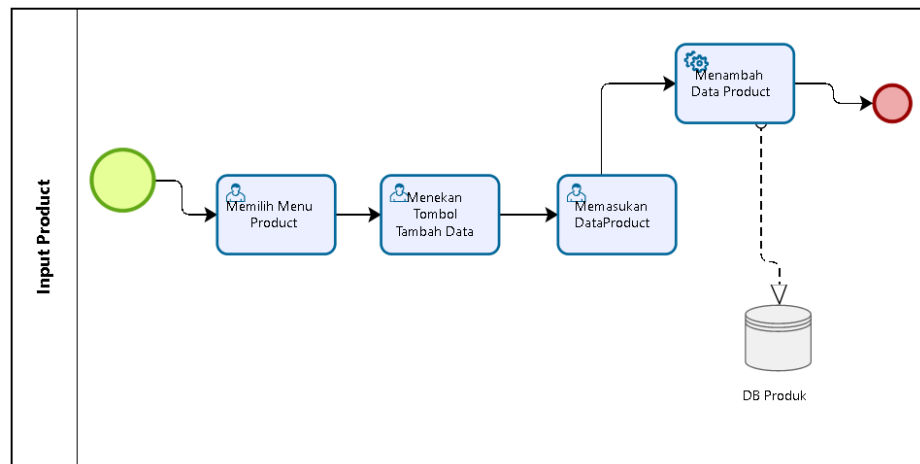 Input Product
Memilih Menu
Product
Menekan
Tombol
Tambah Data
Memasukan
DataProduct
Menambah
Data Product
DB Produk